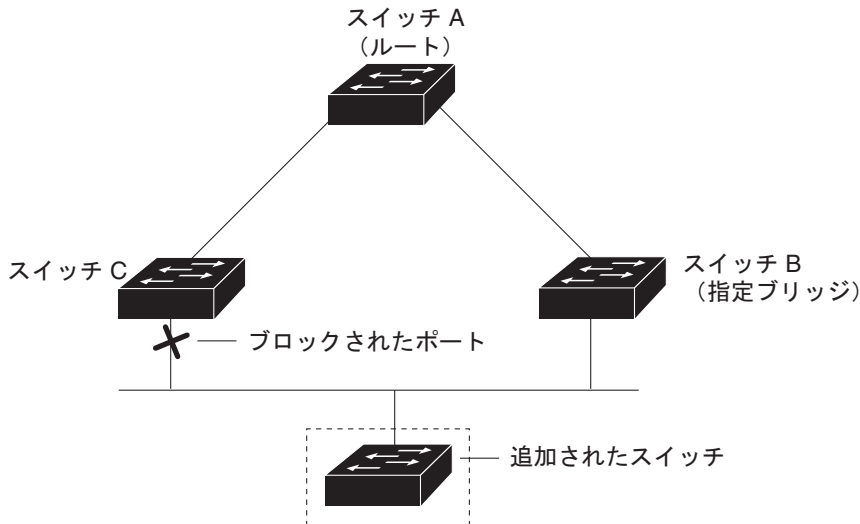 スイッチ A
（ルート）
スイッチ C
スイッチ B
（指定ブリッジ）
ブロックされたポート
追加されたスイッチ